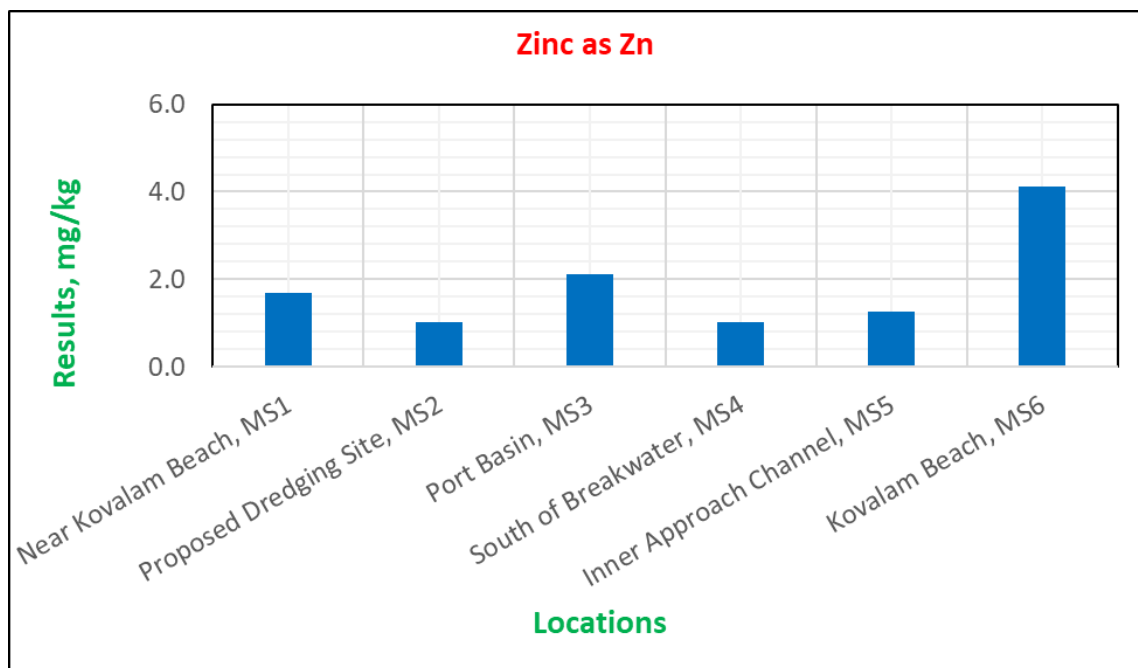 Zinc as Zn
Results, mg/kg
6.0
4.0
2.0
0.0
Near Kovalam Beach, MS1
Proposed Dredging Site, MS2
Port Basin, MS3
South of Breakwater, MS4
Inner Approach Channel, MS5
Kovalam Beach, MS6
Locations